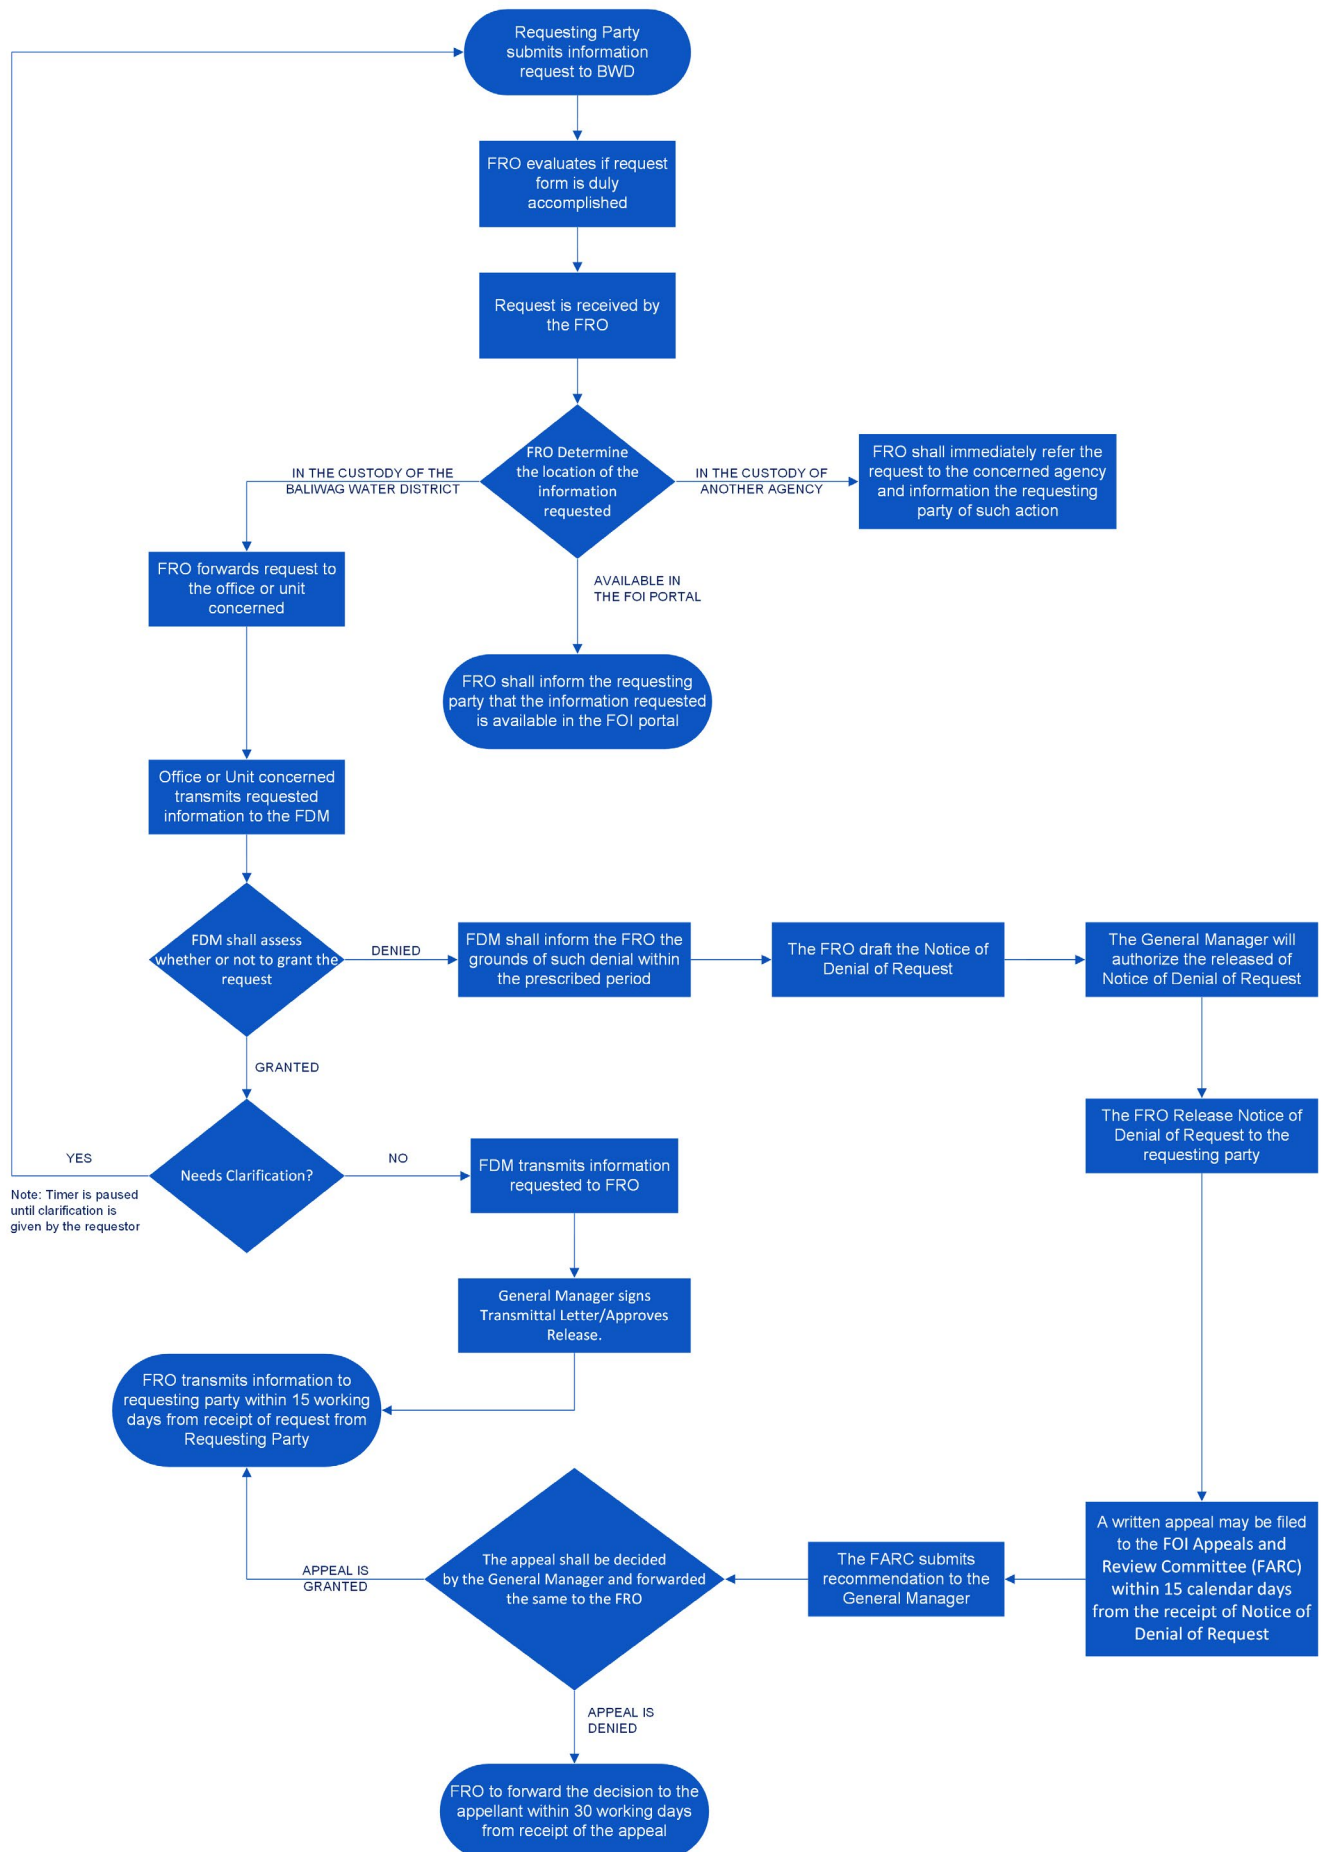 Requesting Party
submits information
request to BWD
FRO evaluates if request
form is duly
accomplished
Request is received by
the FRO
FRO Determine
the location of the
information
requested
IN THE CUSTODY OF THE
BALIWAG WATER DISTRICT
IN THE CUSTODY OF
ANOTHER AGENCY
FRO shall immediately refer the
request to the concerned agency
and information the requesting
party of such action
FRO forwards request to
the office or unit
concerned
AVAILABLE IN
THE FOI PORTAL
FRO shall inform the requesting
party that the information requested
is available in the FOI portal
Office or Unit concerned
transmits requested
information to the FDM
FDM shall assess
whether or not to grant the
request
DENIED
FDM shall inform the FRO the
grounds of such denial within
the prescribed period
The FRO draft the Notice of
Denial of Request
The General Manager will
authorize the released of
Notice of Denial of Request
GRANTED
The FRO Release Notice of
Denial of Request to the
requesting party
YES
Needs Clarification?
NO
FDM transmits information
requested to FRO
Note: Timer is paused
until clarification is
given by the requestor
General Manager signs
Transmittal Letter/Approves
Release.
FRO transmits information to
requesting party within 15 working
days from receipt of request from
Requesting Party
A written appeal may be filed
to the FOI Appeals and
Review Committee (FARC)
within 15 calendar days
from the receipt of Notice of
Denial of Request
The FARC submits
recommendation to the
General Manager
The appeal shall be decided
by the General Manager and forwarded
the same to the FRO
APPEAL IS
GRANTED
APPEAL IS
DENIED
FRO to forward the decision to the
appellant within 30 working days
from receipt of the appeal